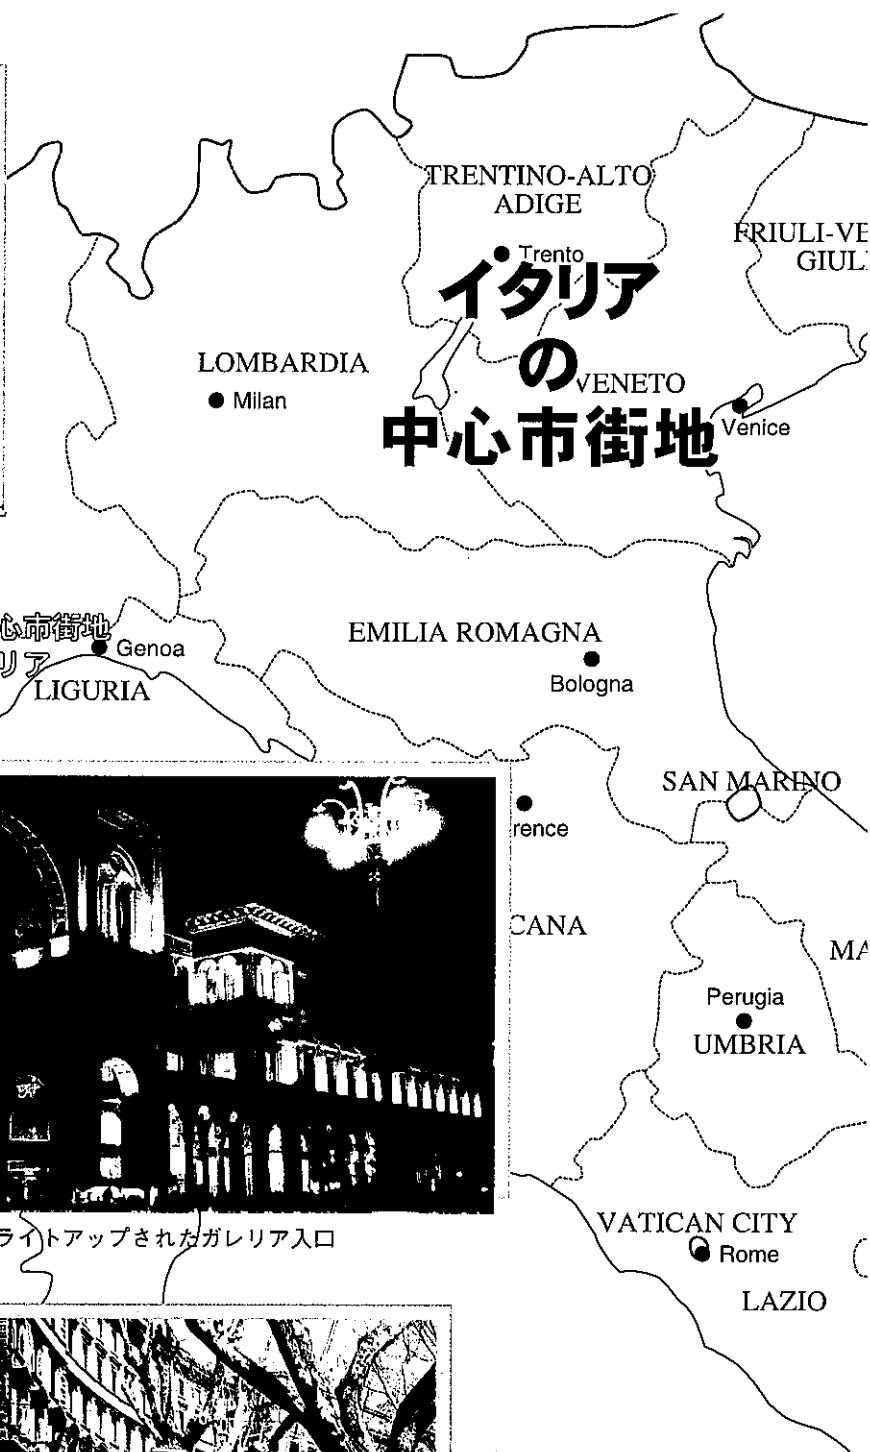 TRENTINO-ALTO
ADIGE
FRIULI-VE
GIUL
Trento
イタリア
の
中心市街地
LOMBARDIA
Milan
VENETO
Venice
心市街地
リア
Genoa
LIGURIA
EMILIA ROMAGNA
Bologna
SAN MARINO
rence
CANA
MA
Perugia
UMBRIA
ライトアップされたガレリア入口
VATICAN CITY
Rome
LAZIO